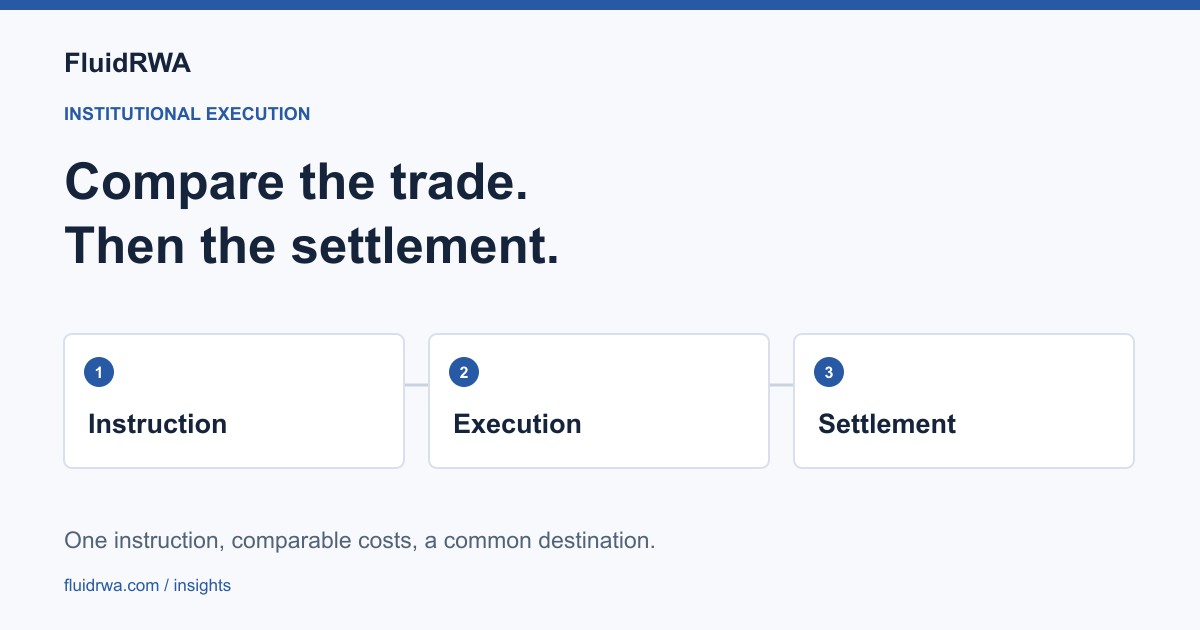 FluidRWA
INSTITUTIONAL EXECUTION
Compare the trade.
Then the settlement.
1
Instruction
2
Execution
3
Settlement
One instruction, comparable costs, a common destination.
fluidrwa.com / insights